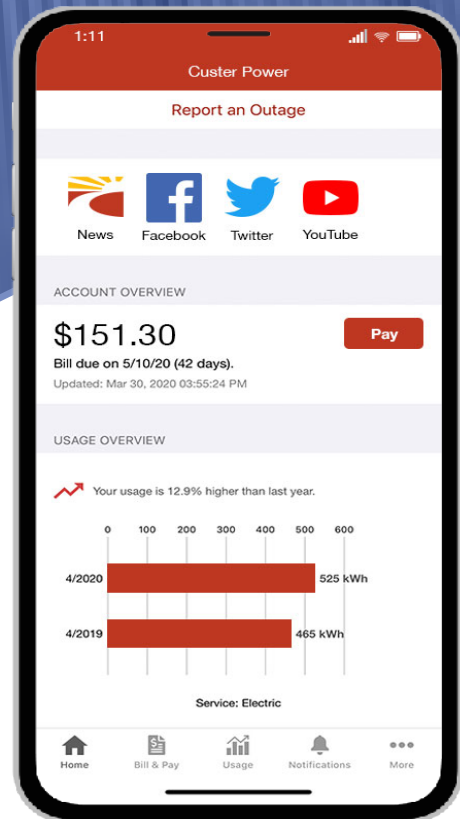 1:11
Custer Power
Report an Outage
News Facebook Twitter YouTube
ACCOUNT OVERVIEW
$151.30
Pay
Bill due on 5/10/20 (42 days).
Updated: Mar 30, 2020 03:55:24 PM
USAGE OVERVIEW
Your usage is 12.9% higher than last year.
0 100 200 300 400 500 600
4/2020 525 kWh
4/2019 465 kWh
Service: Electric
Home Bill & Pay Usage Notifications More